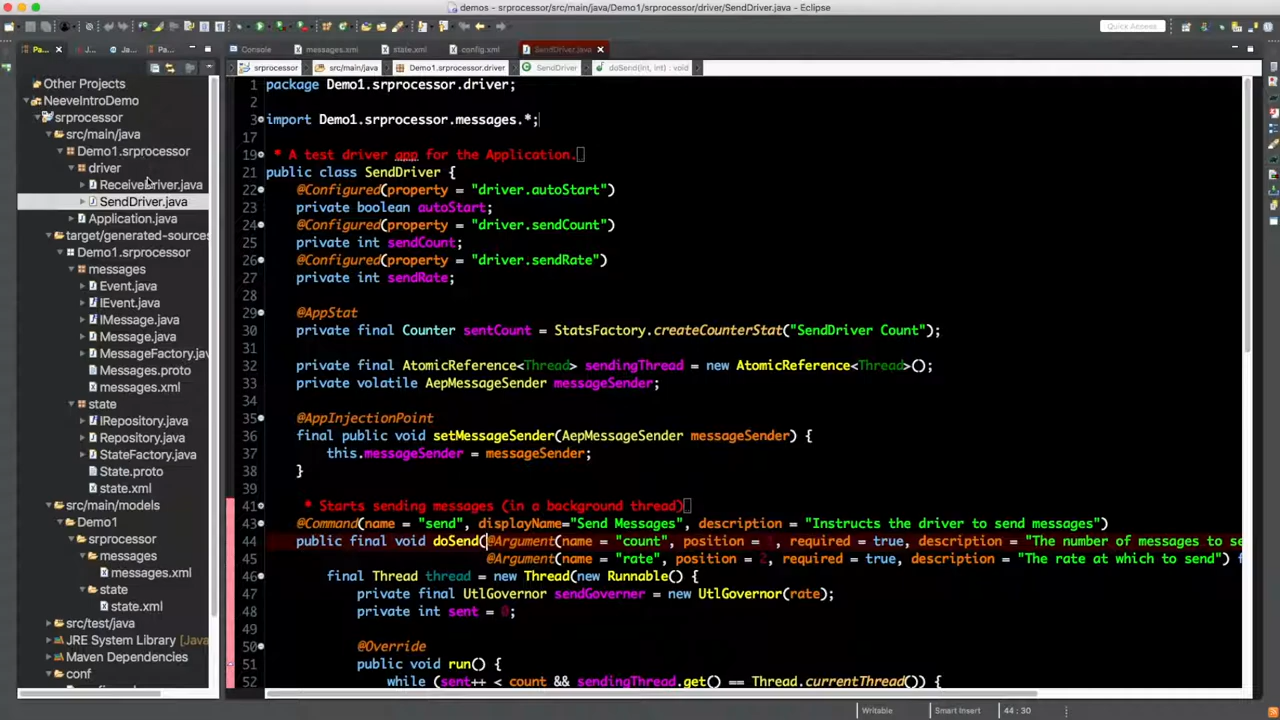 demos - srprocessor/src/main/java/Demo1/srprocessor/driver/SendDriver.java - Eclipse
Quick Access
Pa...
J...
Ja...
Pa...
Console
messages.xml
state.xml
config.xml
SendDriver.java
srprocessor
src/main/java
Demo1.srprocessor.driver
SendDriver
doSend(int, int) : void
Other Projects
NeeveIntroDemo
srprocessor
src/main/java
Demo1.srprocessor
driver
ReceiveDriver.java
SendDriver.java
Application.java
target/generated-sources
Demo1.srprocessor
messages
Event.java
IEvent.java
IMessage.java
Message.java
MessageFactory.jav
Messages.proto
messages.xml
state
IRepository.java
Repository.java
StateFactory.java
State.proto
state.xml
src/main/models
Demo1
srprocessor
messages
messages.xml
state
state.xml
src/test/java
JRE System Library [Java
Maven Dependencies
conf
1 package Demo1.srprocessor.driver;
2
3 import Demo1.srprocessor.messages.*;
17
19 * A test driver app for the Application.
21 public class SendDriver {
22 @Configured(property = "driver.autoStart")
23 private boolean autoStart;
24 @Configured(property = "driver.sendCount")
25 private int sendCount;
26 @Configured(property = "driver.sendRate")
27 private int sendRate;
28
29 @AppStat
30 private final Counter sentCount = StatsFactory.createCounterStat("SendDriver Count");
31
32 private final AtomicReference<Thread> sendingThread = new AtomicReference<Thread>();
33 private volatile AepMessageSender messageSender;
34
35 @AppInjectionPoint
36 final public void setMessageSender(AepMessageSender messageSender) {
37 this.messageSender = messageSender;
38 }
39
41 * Starts sending messages (in a background thread)
43 @Command(name = "send", displayName="Send Messages", description = "Instructs the driver to send messages")
44 public final void doSend(@Argument(name = "count", position = , required = true, description = "The number of messages to se
45 @Argument(name = "rate", position = 2, required = true, description = "The rate at which to send") f
46 final Thread thread = new Thread(new Runnable() {
47 private final UtlGovernor sendGoverner = new UtlGovernor(rate);
48 private int sent = 0;
49
50 @Override
51 public void run() {
52 while (sent++ < count && sendingThread.get() == Thread.currentThread()) {
Writable
Smart Insert
44 : 30